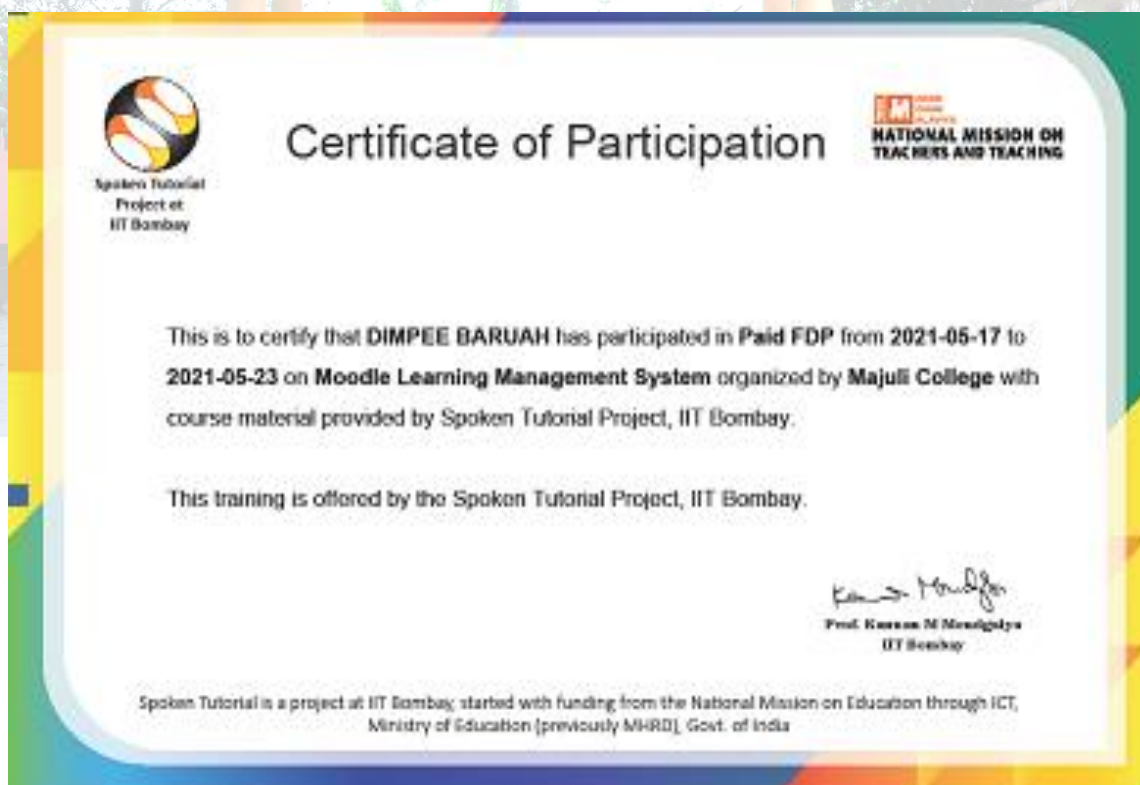 Certificate of Participation
Spoken Tutorial
Project at
IIT Bombay
NATIONAL MISSION ON
TEACHERS AND TEACHING
This is to certify that DIMPEE BARUAH has participated in Paid FDP from 2021-05-17 to
2021-05-23 on Moodle Learning Management System organized by Majuli College with
course material provided by Spoken Tutorial Project, IIT Bombay.
This training is offered by the Spoken Tutorial Project, IIT Bombay.
Prof. Kannan M Moudgalya
IIT Bombay
Spoken Tutorial is a project at IIT Bombay, started with funding from the National Mission on Education through ICT,
Ministry of Education (previously MHRD), Govt. of India